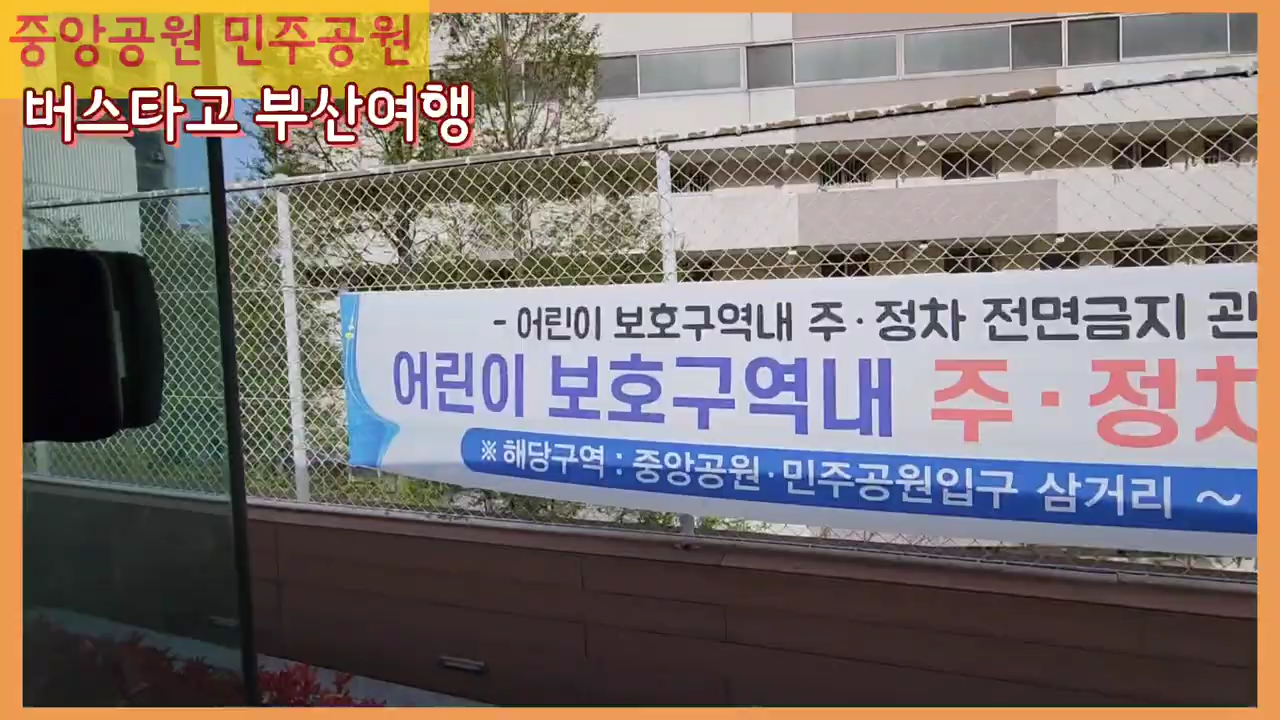 중앙공원 민주공원
버스타고 부산여행
- 어린이 보호구역내 주·정차 전면금지 관
어린이 보호구역내 주·정차
※ 해당구역 : 중앙공원·민주공원입구 삼거리 ~